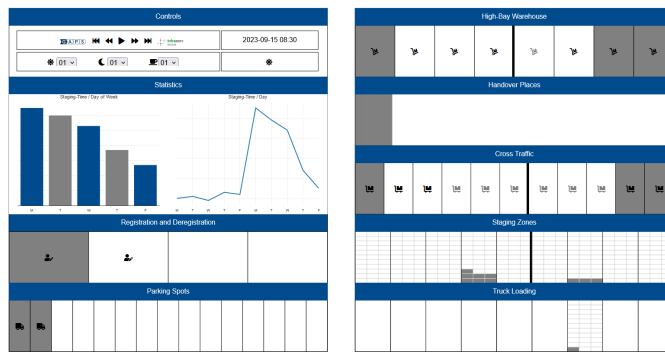 Controls
2023-09-15 08:30
01
01
01
Statistics
Staging-Time / Day of Week
Staging-Time / Day
M T W T F
M T W T F M T W T F
Registration and Deregistration
Parking Spots
High-Bay Warehouse
Handover Places
Cross Traffic
Staging Zones
Truck Loading